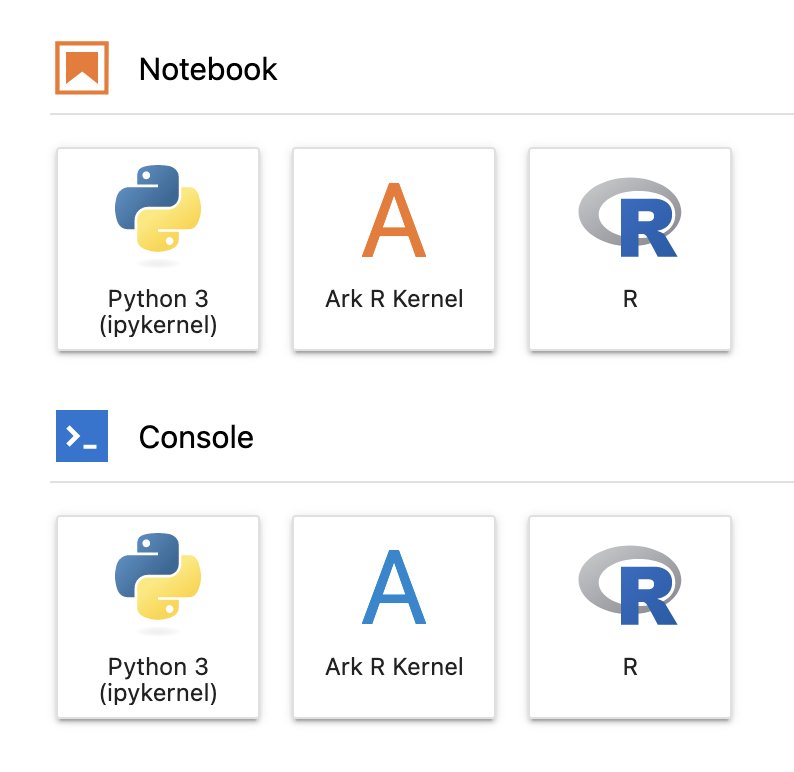 Notebook
Python 3
(ipykernel)
A
Ark R Kernel
R
R
Console
>_
Python 3
(ipykernel)
A
Ark R Kernel
R
R